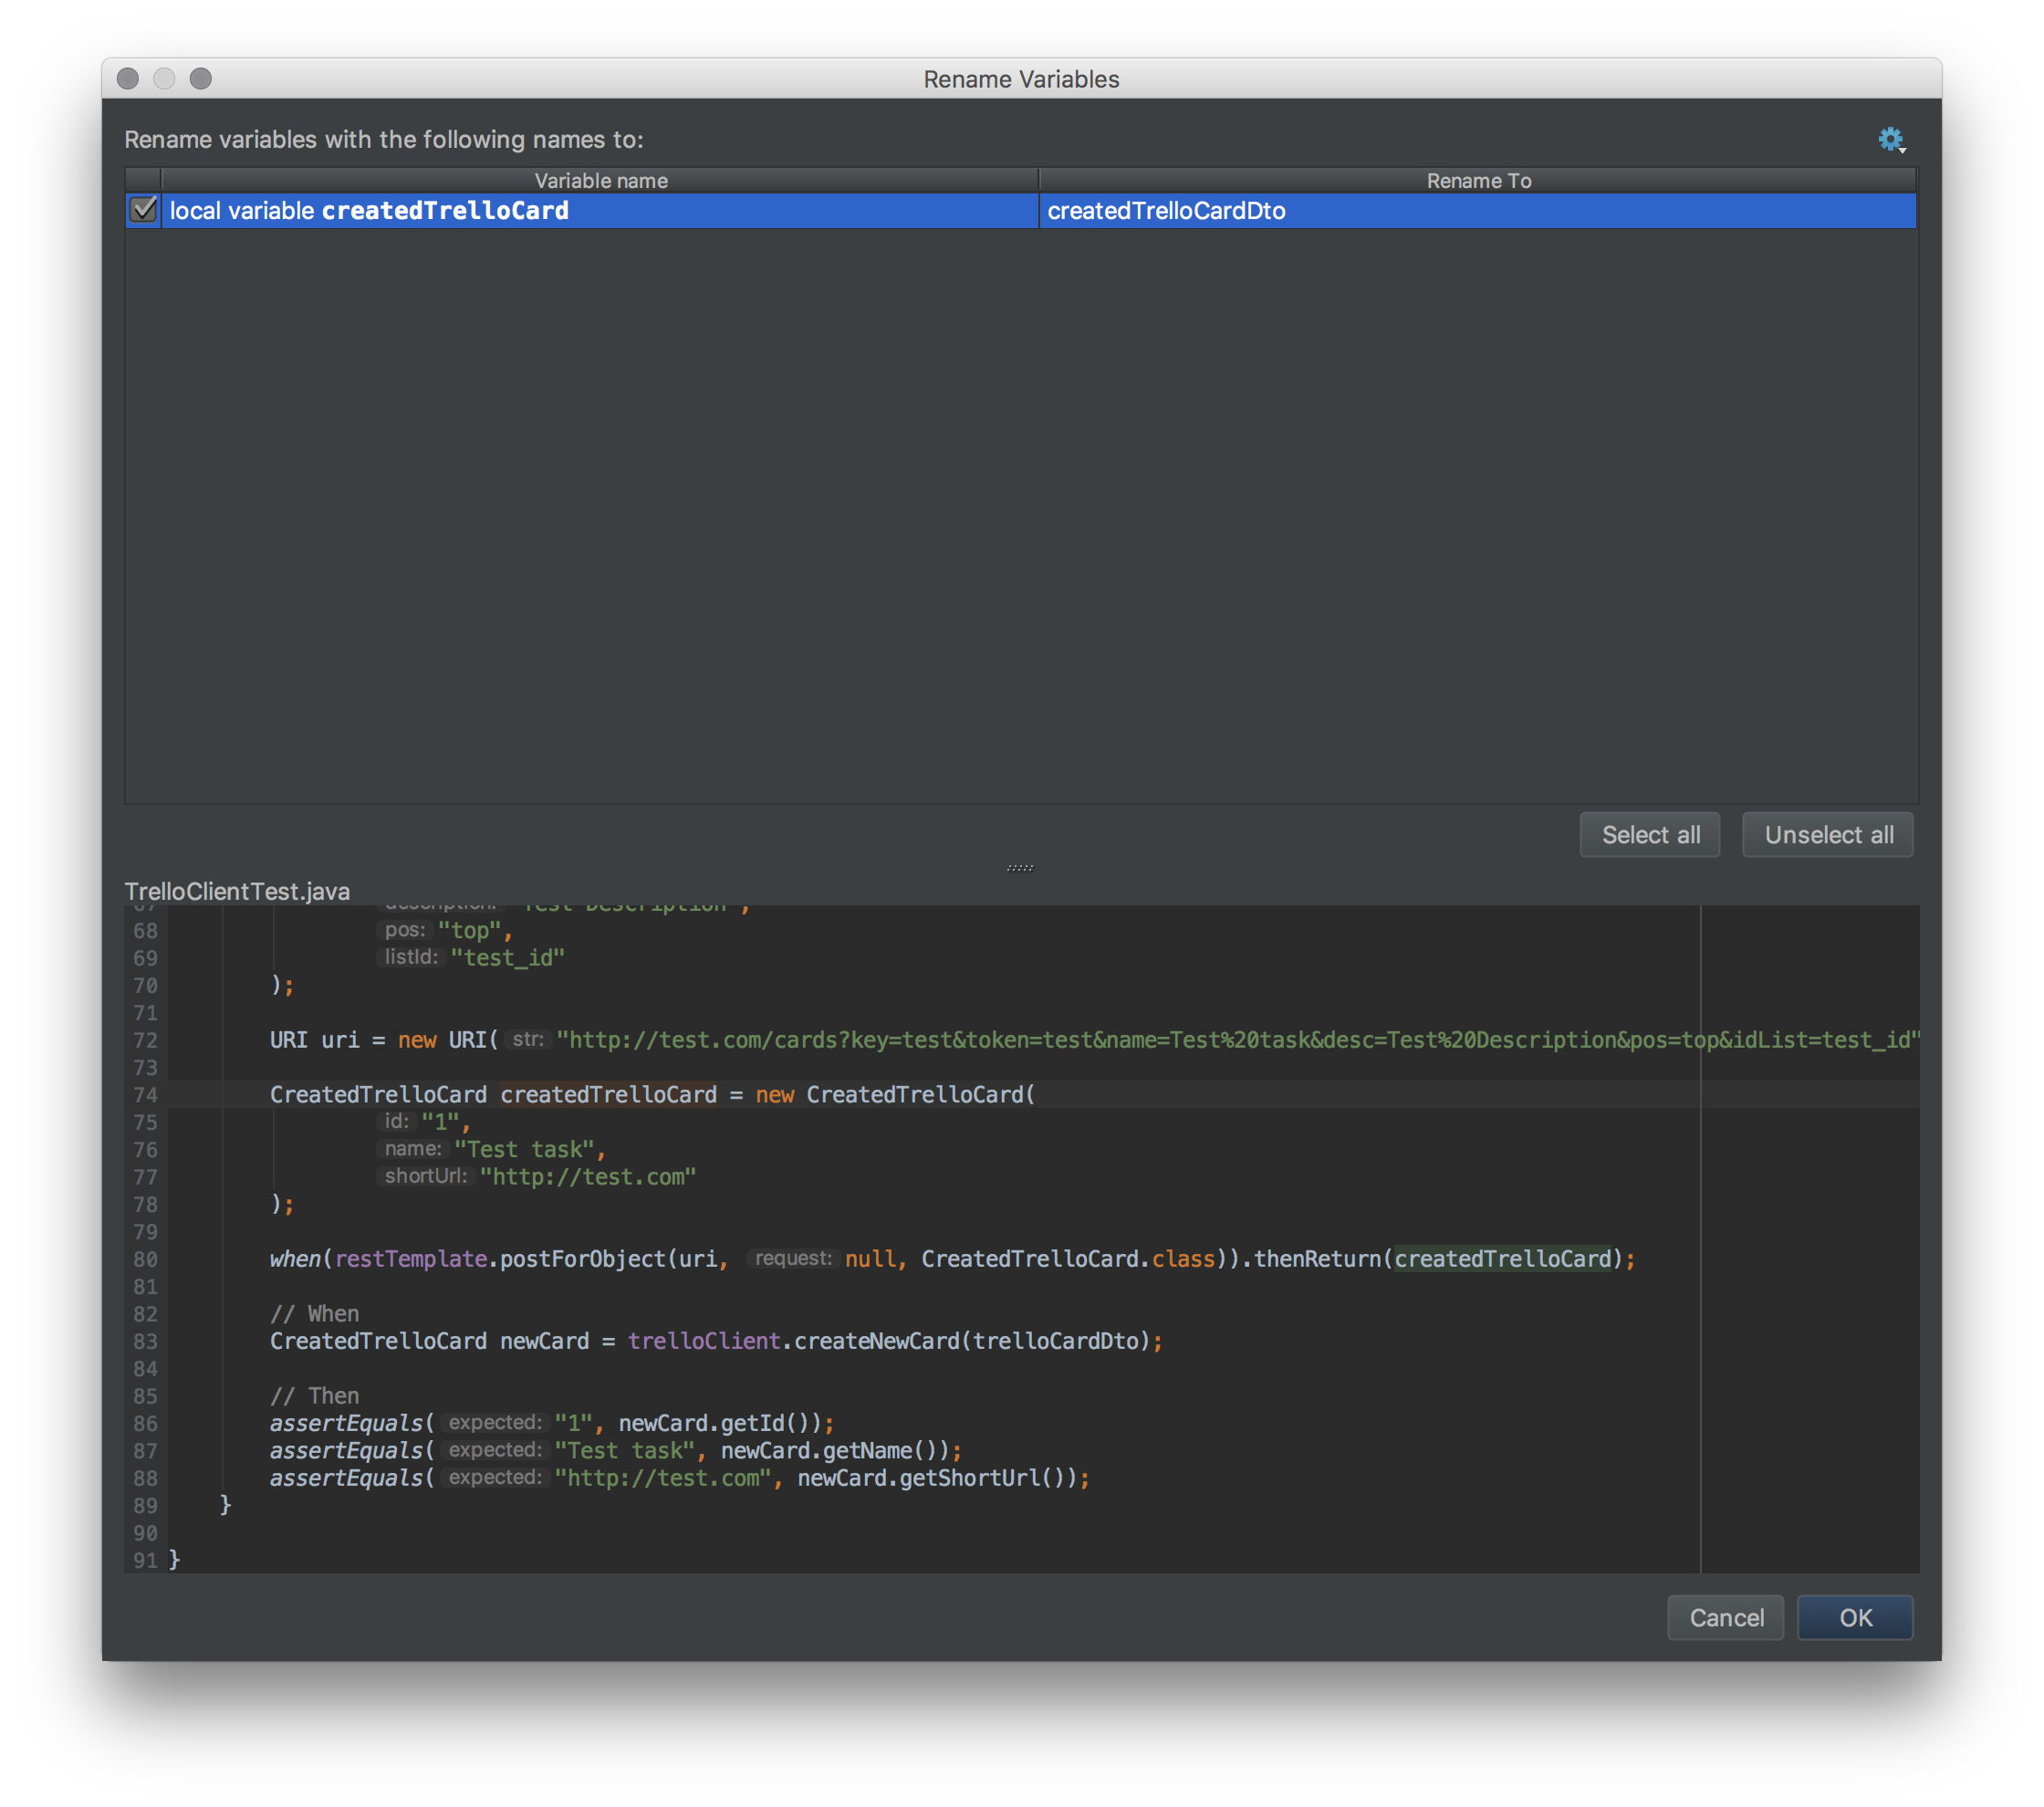 Rename Variables
Rename variables with the following names to:
Variable name Rename To
local variable createdTrelloCard createdTrelloCardDto
Select all Unselect all
TrelloClientTest.java
67 description: "Test Description",
68 pos: "top",
69 listId: "test_id"
70 );
71
72 URI uri = new URI( str: "http://test.com/cards?key=test&token=test&name=Test%20task&desc=Test%20Description&pos=top&idList=test_id"
73
74 CreatedTrelloCard createdTrelloCard = new CreatedTrelloCard(
75 id: "1",
76 name: "Test task",
77 shortUrl: "http://test.com"
78 );
79
80 when(restTemplate.postForObject(uri, request: null, CreatedTrelloCard.class)).thenReturn(createdTrelloCard);
81
82 // When
83 CreatedTrelloCard newCard = trelloClient.createNewCard(trelloCardDto);
84
85 // Then
86 assertEquals( expected: "1", newCard.getId());
87 assertEquals( expected: "Test task", newCard.getName());
88 assertEquals( expected: "http://test.com", newCard.getShortUrl());
89 }
90
91 }
Cancel OK